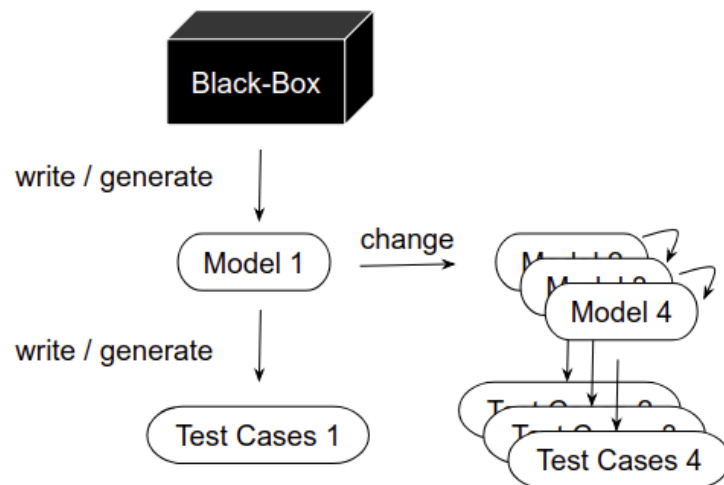 Black-Box
write / generate
Model 1
change
Model 4
write / generate
Test Cases 1
Test Cases 4